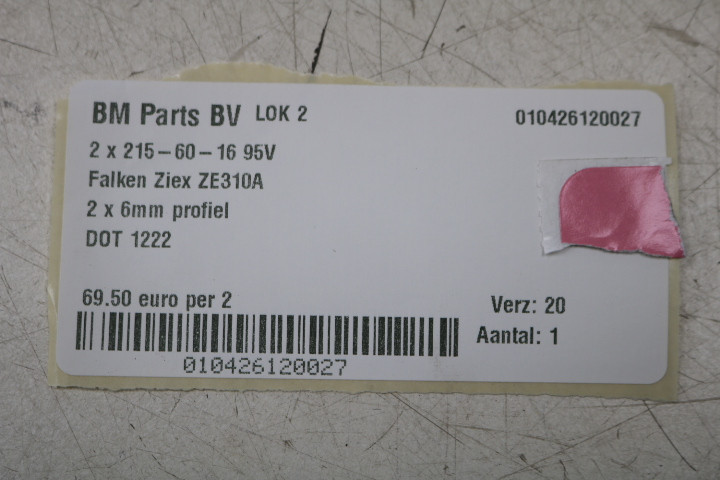 BM Parts BV LOK 2 010426120027
2 x 215-60-16 95V
Falken Ziex ZE310A
2 x 6mm profiel
DOT 1222
69.50 euro per 2
Verz: 20
Aantal: 1
010426120027